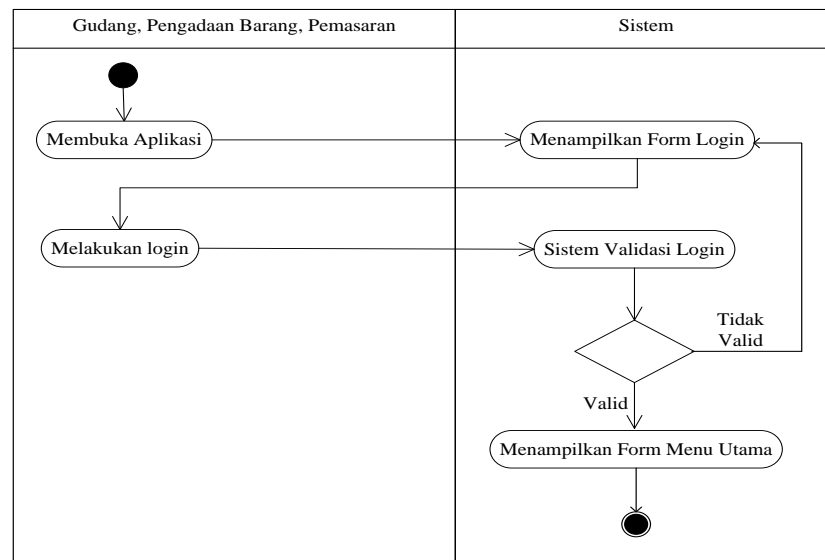 Gudang, Pengadaan Barang, Pemasaran
Sistem
Membuka Aplikasi
Menampilkan Form Login
Melakukan login
Sistem Validasi Login
Tidak
Valid
Valid
Menampilkan Form Menu Utama